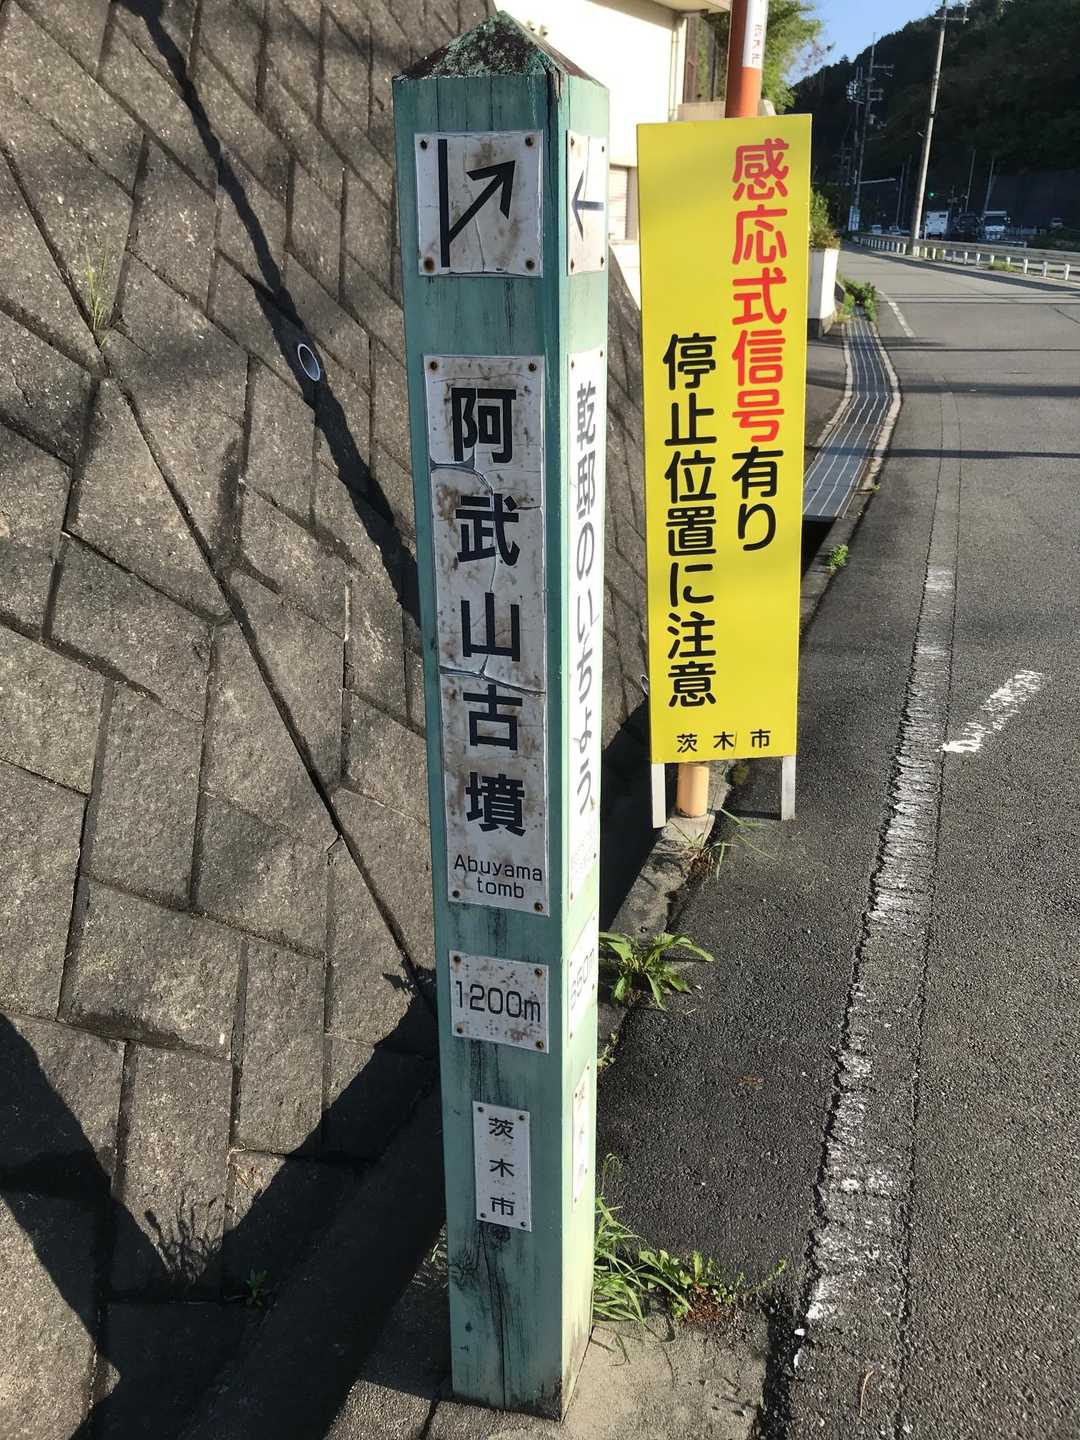 阿武山古墳
Abuyama
tomb
1200m
茨木市
乾邸のいちょう
感応式信号有り
停止位置に注意
茨木市